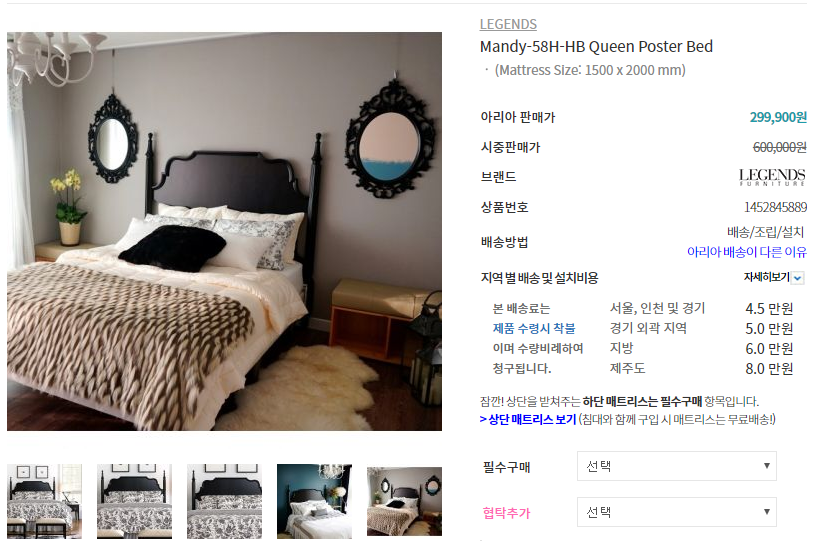 LEGENDS
Mandy-58H-HB Queen Poster Bed
· (Mattress Size: 1500 x 2000 mm)
아리아 판매가 299,900원
시중판매가 600,000원
브랜드 LEGENDS FURNITURE
상품번호 1452845889
배송방법 배송/조립/설치
아리아 배송이 다른 이유
지역별 배송 및 설치비용 자세히보기
본 배송료는 서울, 인천 및 경기 4.5 만원
제품 수령시 착불 경기 외곽 지역 5.0 만원
이며 수량비례하여 지방 6.0 만원
청구됩니다. 제주도 8.0 만원
잠깐! 상단을 받쳐주는 하단 매트리스는 필수구매 항목입니다.
> 상단 매트리스 보기 (침대와 함께 구입 시 매트리스는 무료배송!)
필수구매 선택
협탁추가 선택